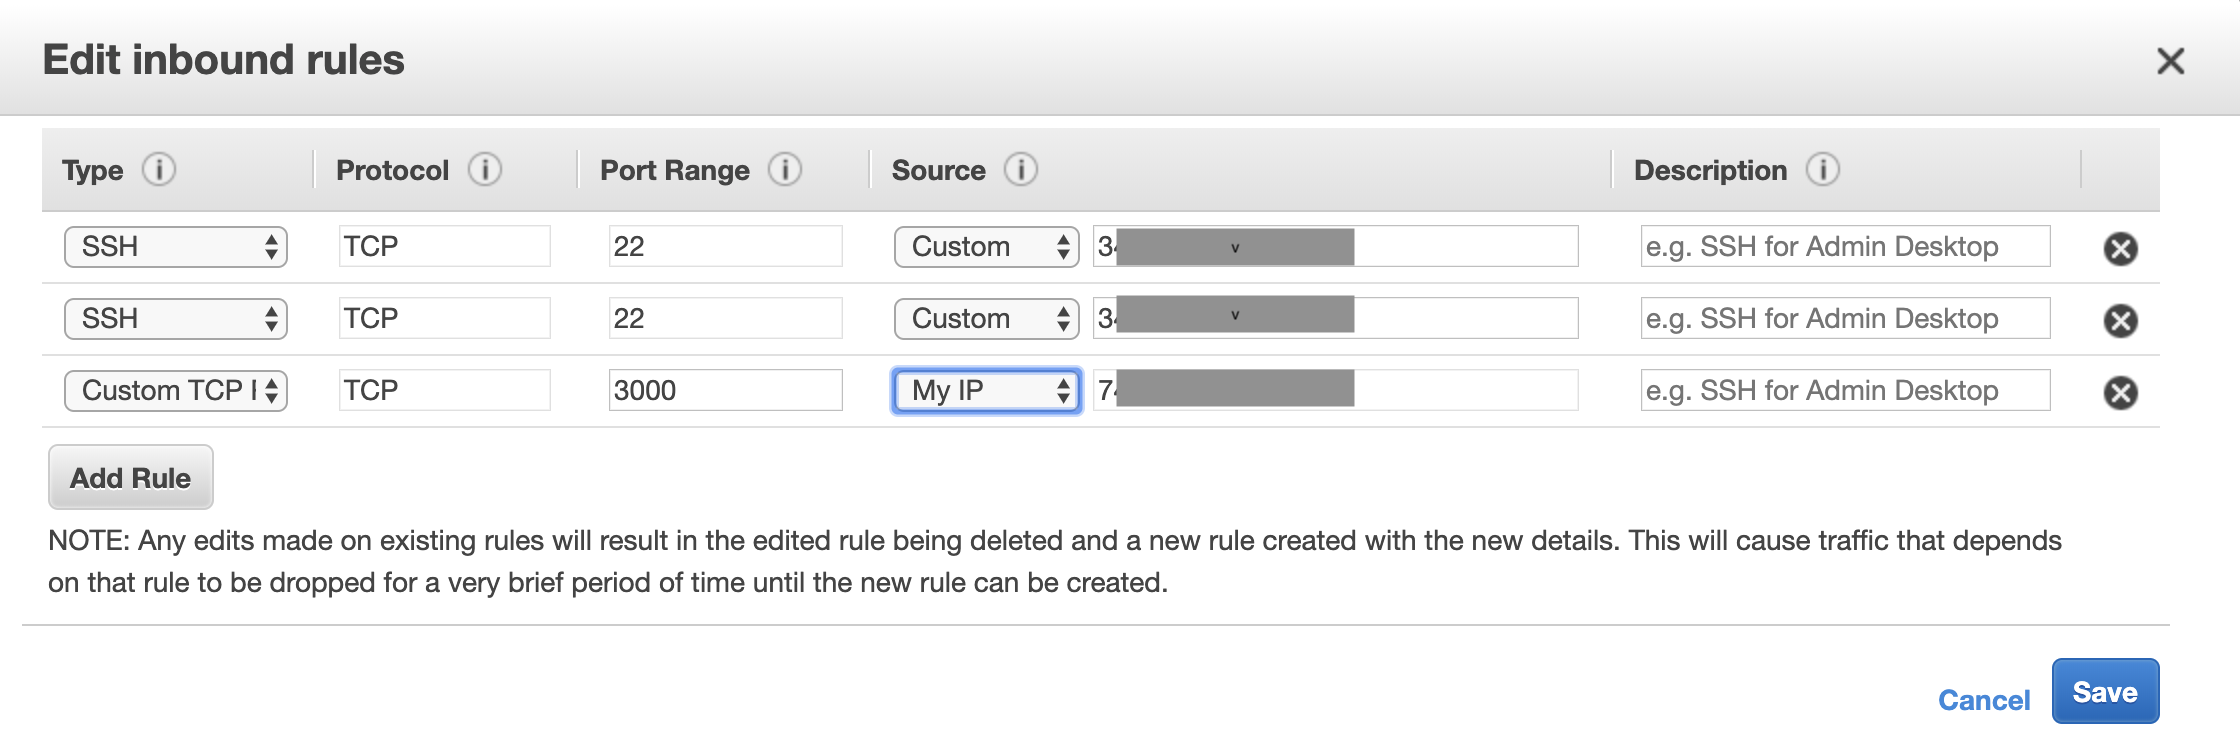 Edit inbound rules
Type Protocol Port Range Source Description
SSH TCP 22 Custom 3 v e.g. SSH for Admin Desktop
SSH TCP 22 Custom 3 v e.g. SSH for Admin Desktop
Custom TCP TCP 3000 My IP 7 e.g. SSH for Admin Desktop
Add Rule
NOTE: Any edits made on existing rules will result in the edited rule being deleted and a new rule created with the new details. This will cause traffic that depends
on that rule to be dropped for a very brief period of time until the new rule can be created.
Cancel Save